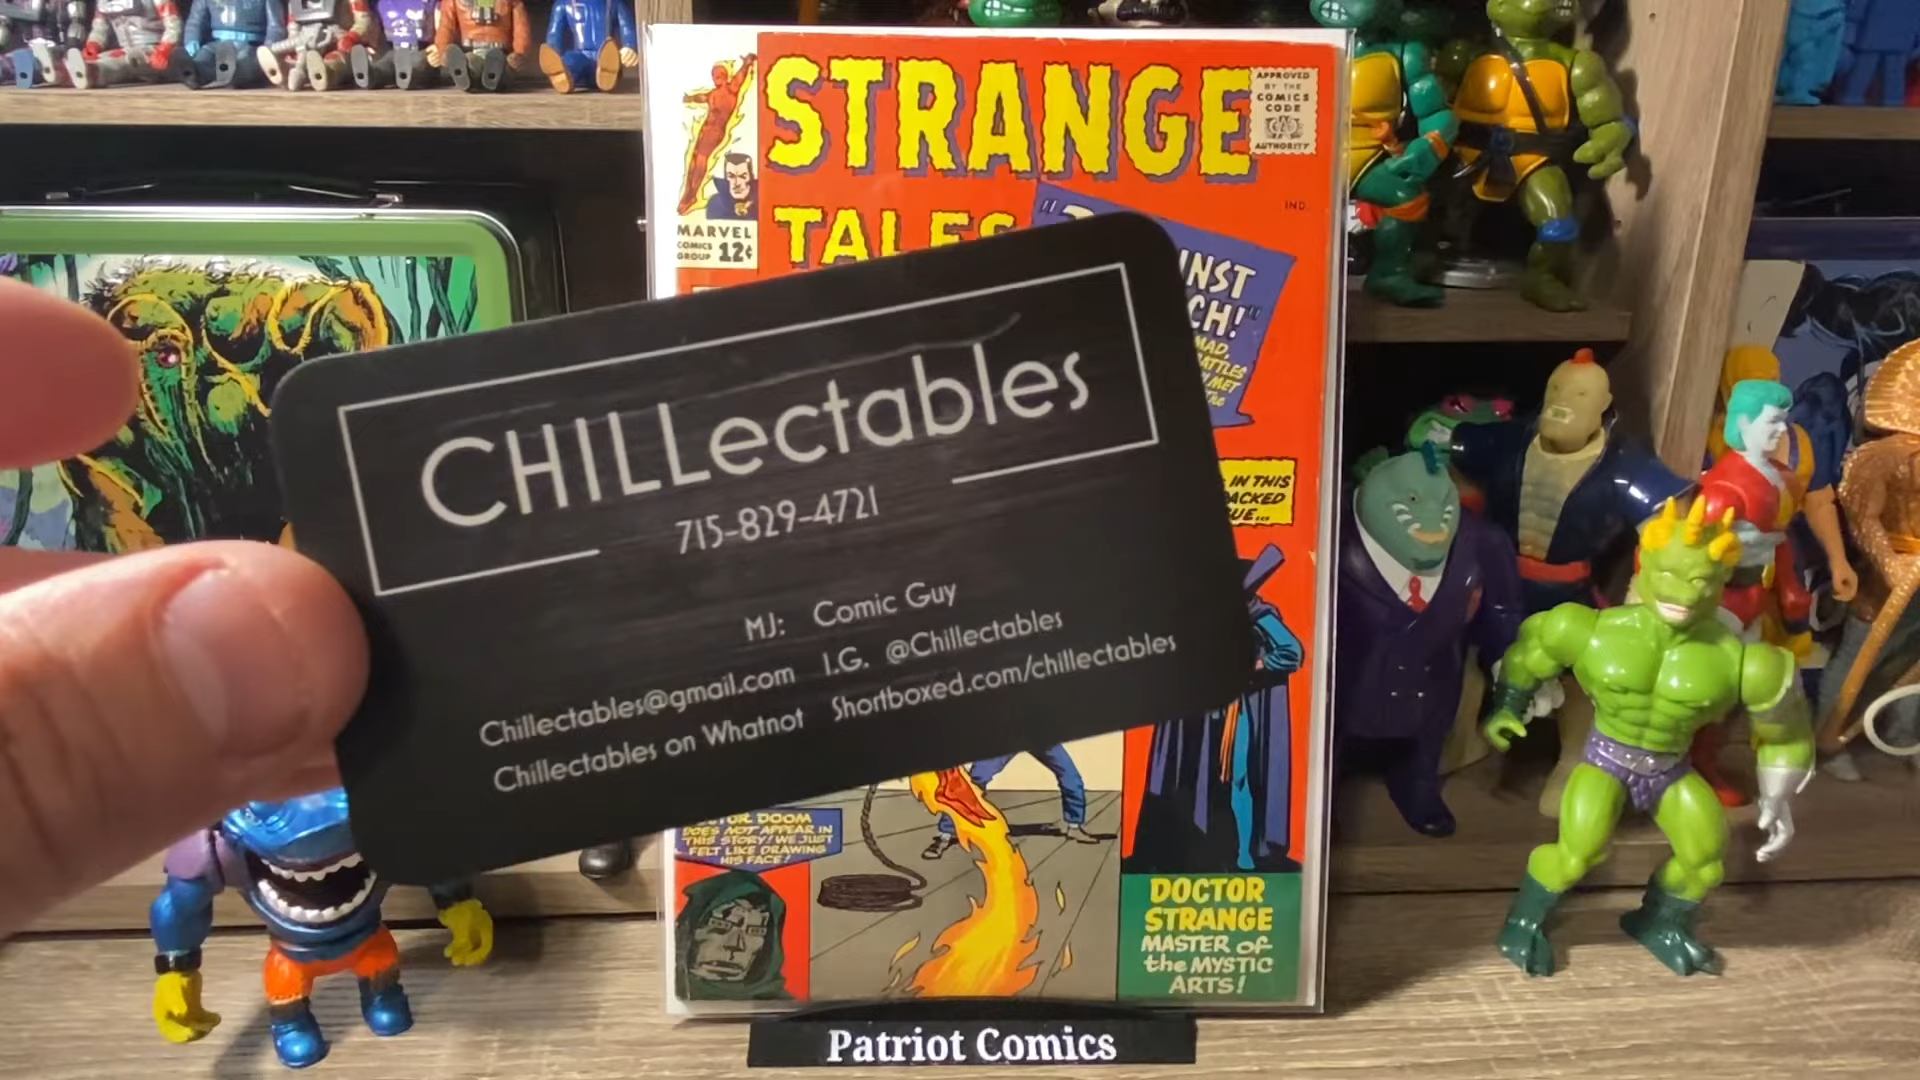 STRANGE
TALES
APPROVED
BY THE
COMICS
CODE
AUTHORITY
IND.
MARVEL
COMICS
GROUP 12¢
CHILLectables
715-829-4721
MJ: Comic Guy
Chillectables@gmail.com I.G. @Chillectables
Chillectables on Whatnot Shortboxed.com/chillectables
IN THIS
DOOM
DOES NOT APPEAR IN
THIS STORY! WE JUST
FELT LIKE DRAWING
HIS FACE!
DOCTOR
STRANGE
MASTER of
the MYSTIC
ARTS!
Patriot Comics